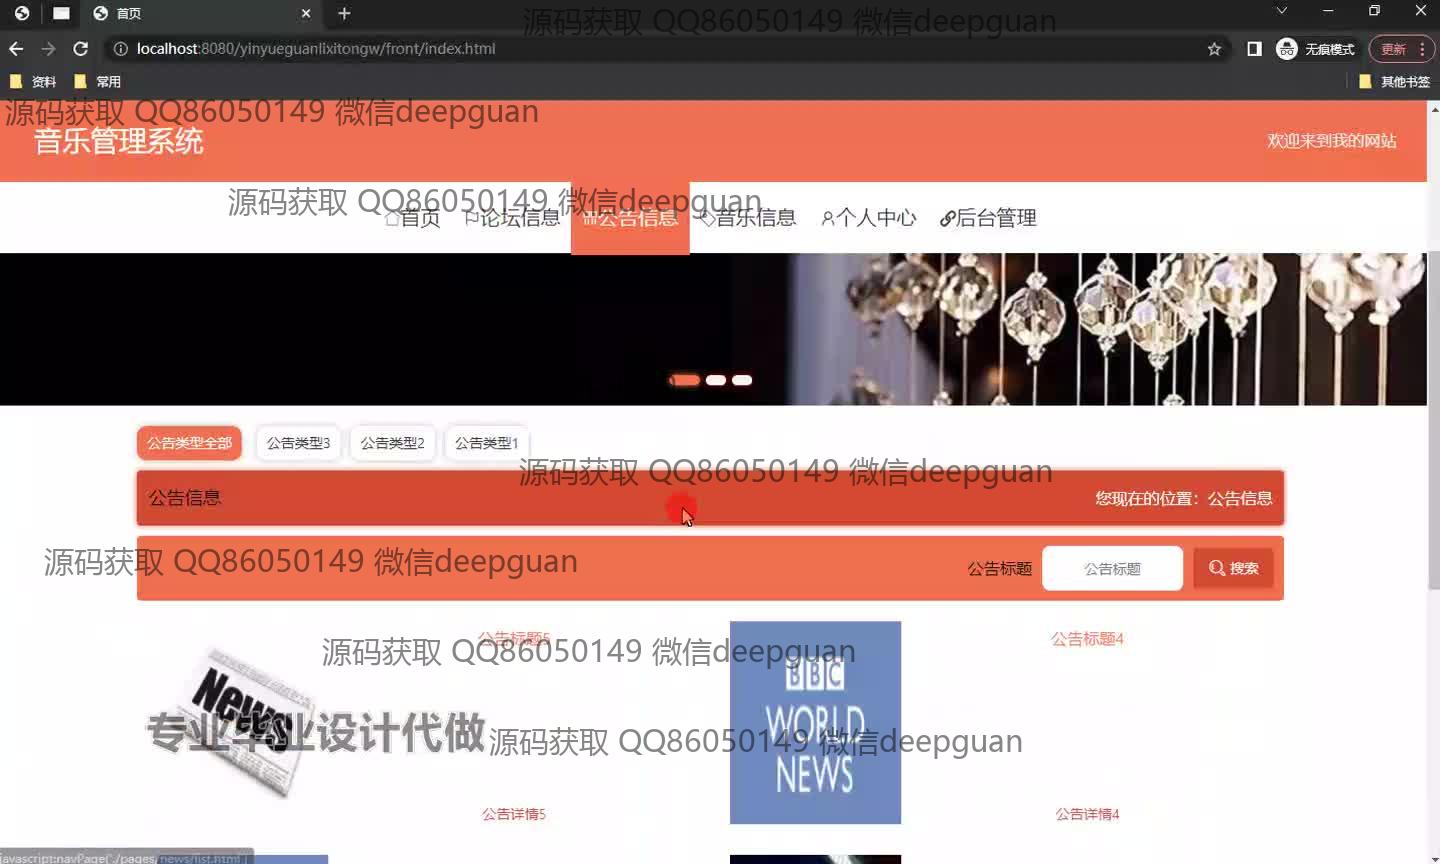 首页
源码获取 QQ86050149 微信deepguan
localhost:8080/yinyueguanlixitongw/front/index.html
无痕模式
更新
资料
常用
其他书签
源码获取 QQ86050149 微信deepguan
音乐管理系统
欢迎来到我的网站
源码获取 QQ86050149 微信deepguan
首页 论坛信息 公告信息 音乐信息 个人中心 后台管理
公告类型全部 公告类型3 公告类型2 公告类型1
源码获取 QQ86050149 微信deepguan
公告信息
您现在的位置：公告信息
源码获取 QQ86050149 微信deepguan
公告标题
公告标题
搜索
公告标题5
公告标题4
源码获取 QQ86050149 微信deepguan
News
BBC
WORLD
NEWS
专业毕业设计代做
源码获取 QQ86050149 微信deepguan
公告详情5
公告详情4
javascript:navPage('./pages/news/list.html')